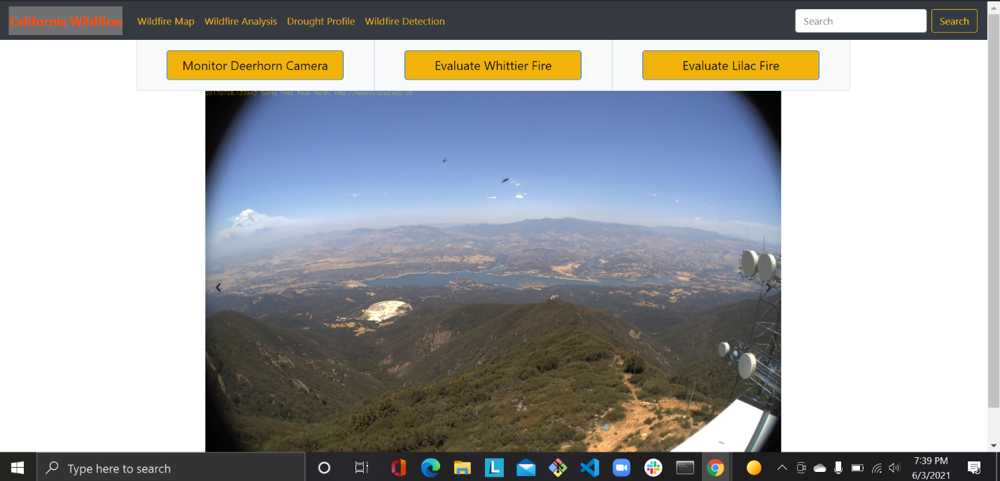 California Wildfires Wildfire Map Wildfire Analysis Drought Profile Wildfire Detection Search Search
Monitor Deerhorn Camera Evaluate Whittier Fire Evaluate Lilac Fire
20170708.133943 Santa Ynez Peak North, http://hpwren.ucsd.edu
Type here to search
7:39 PM
6/3/2021